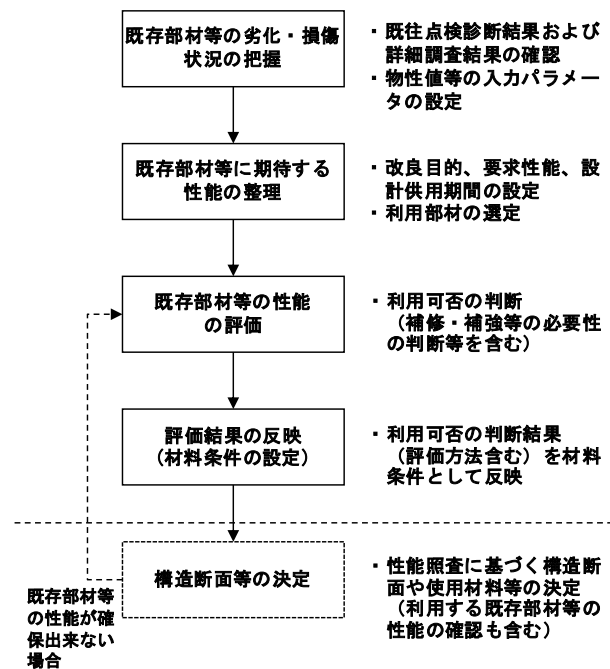 既存部材等の劣化・損傷
状況の把握
・既往点検診断結果および
詳細調査結果の確認
・物性値等の入力パラメー
タの設定
既存部材等に期待する
性能の整理
・改良目的、要求性能、設
計供用期間の設定
・利用部材の選定
既存部材等の性能
の評価
・利用可否の判断
（補修・補強等の必要性
の判断等を含む）
評価結果の反映
（材料条件の設定）
・利用可否の判断結果
（評価方法含む）を材料
条件として反映
構造断面等の決定
・性能照査に基づく構造断
面や使用材料等の決定
（利用する既存部材等の
性能の確認も含む）
既存部材等
の性能が確
保出来ない
場合